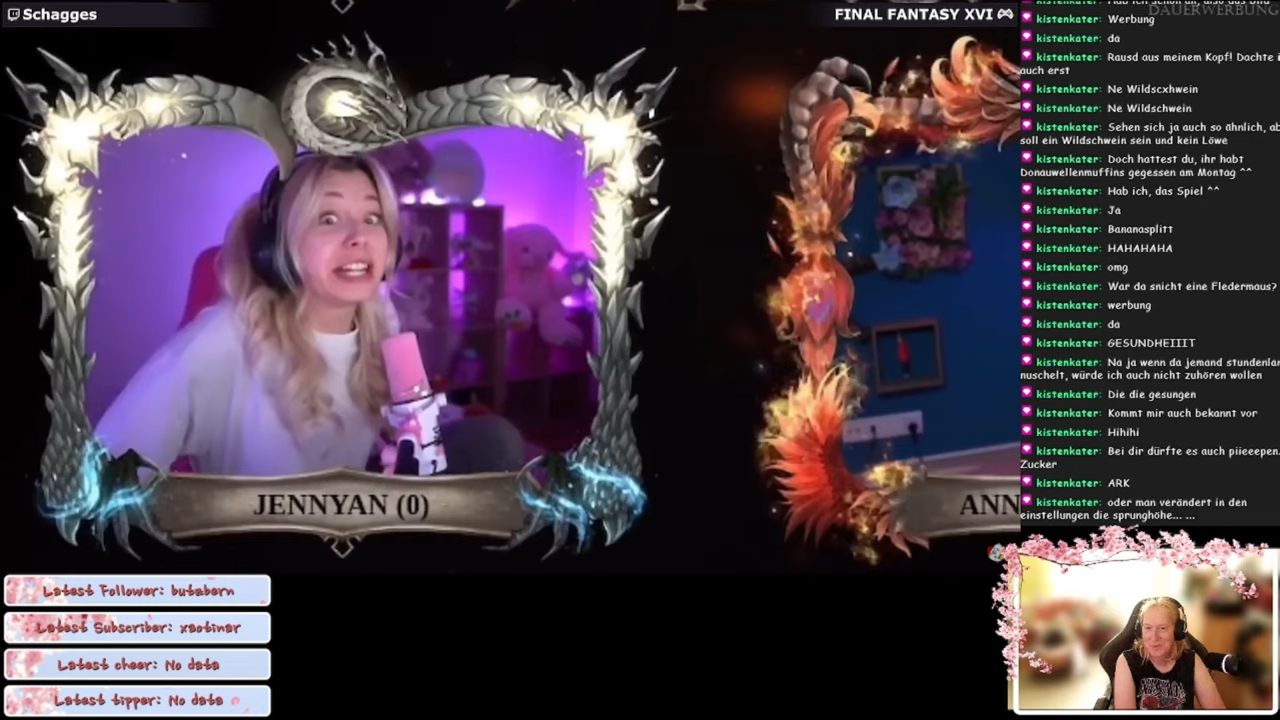 Schagges
FINAL FANTASY XVI
DAUERWERBUNG
kistenkater: Werbung
kistenkater: da
kistenkater: Rausd aus meinem Kopf! Dachte
auch erst
kistenkater: Ne Wildscxhwein
kistenkater: Ne Wildschwein
kistenkater: Sehen sich ja auch so ähnlich,
soll ein Wildschwein sein und kein Löwe
kistenkater: Doch hattest du, ihr habt
Donauwellenmuffins gegessen am Montag ^^
kistenkater: Hab ich, das Spiel ^^
kistenkater: Ja
kistenkater: Bananasplitt
kistenkater: HAHAHAHA
kistenkater: omg
kistenkater: War da snicht eine Fledermaus?
kistenkater: werbung
kistenkater: da
kistenkater: GESUNDHEIIIT
kistenkater: Na ja wenn da jemand stundenlan
nuschelt, würde ich auch nicht zuhören wollen
kistenkater: Die die gesungen
kistenkater: Kommt mir auch bekannt vor
kistenkater: Hihihi
kistenkater: Bei dir dürfte es auch piieeepen.
Zucker
kistenkater: ARK
kistenkater: oder man verändert in den
einstellungen die sprunghöhe... ...
JENNYAN (0)
ANN
Latest Follower: butzbern
Latest Subscriber: xaotinar
Latest cheer: No data
Latest tipper: No data